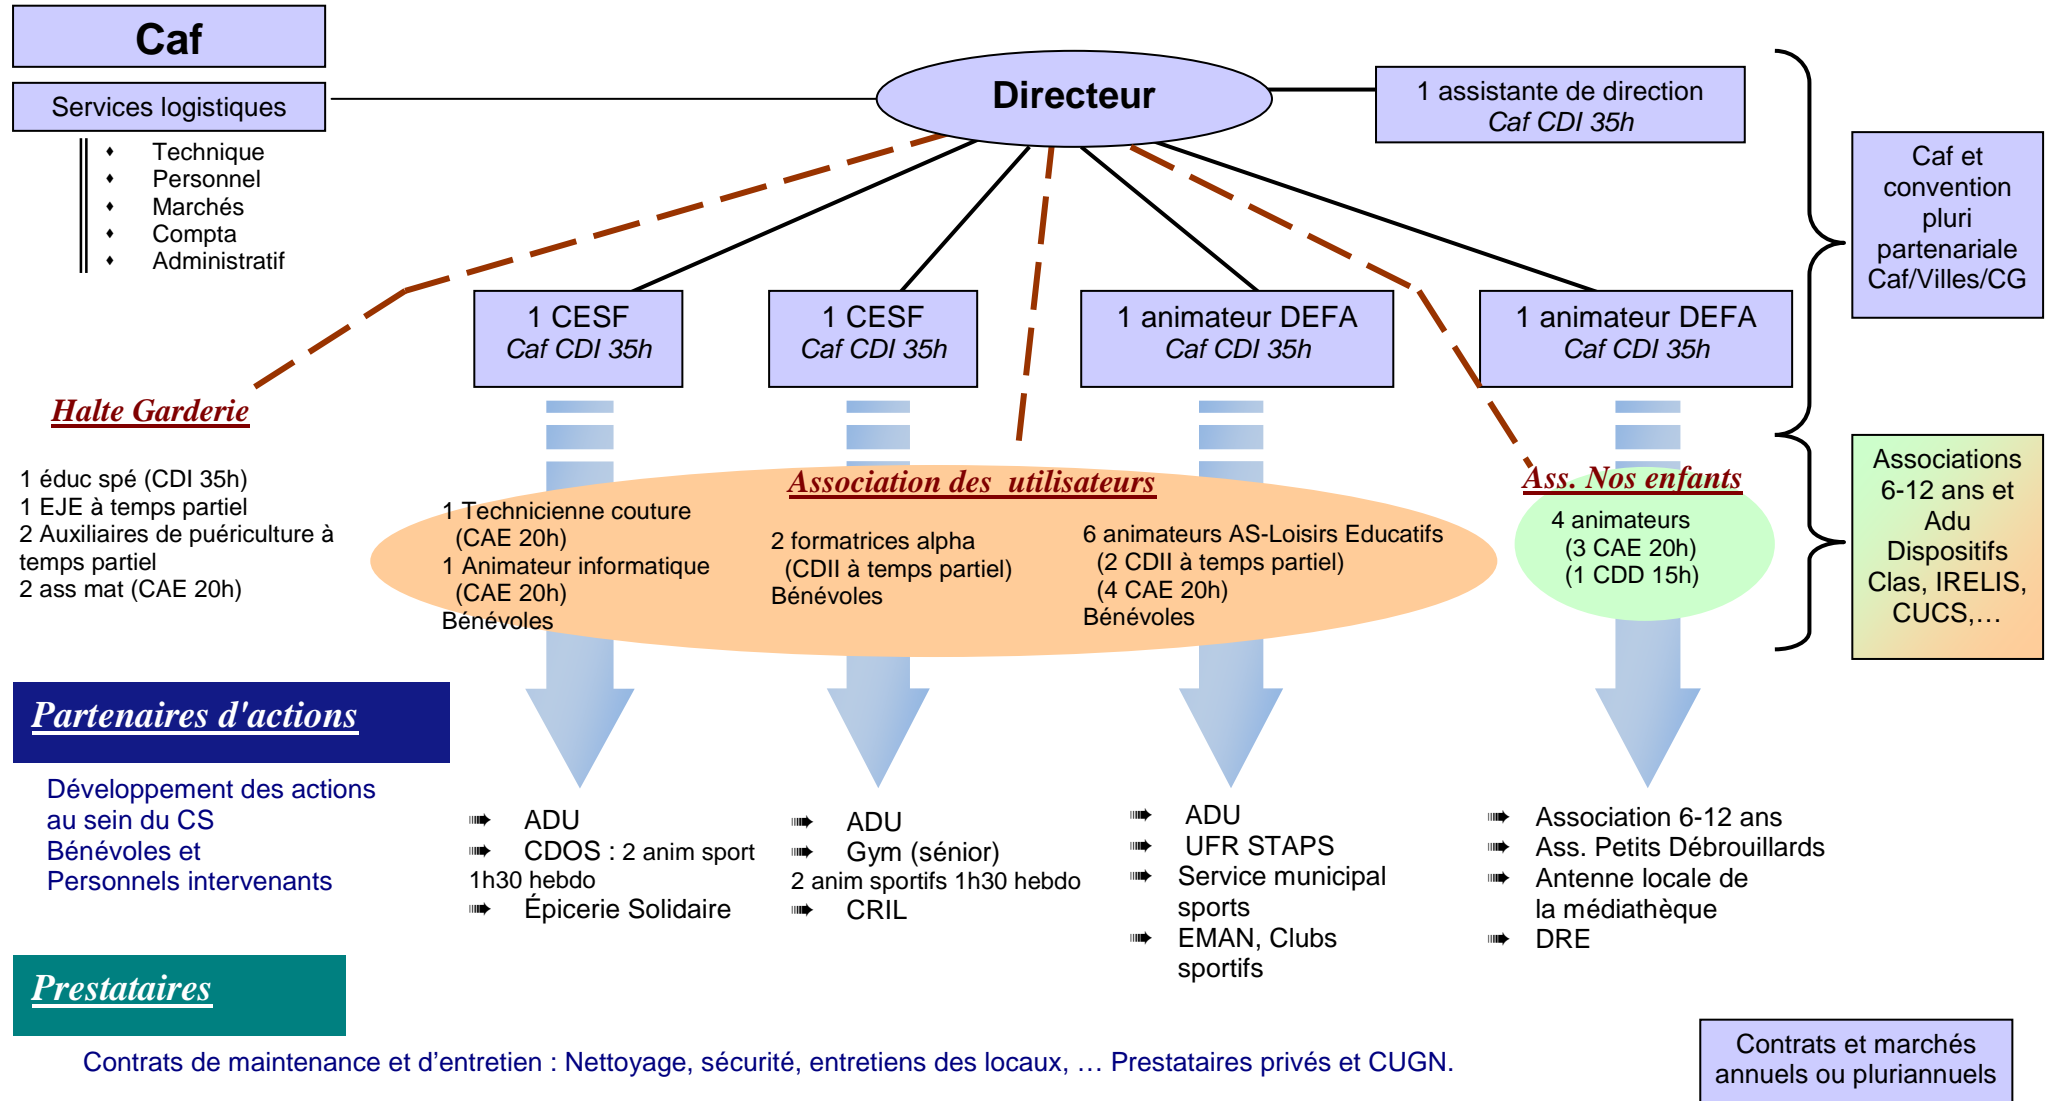 Caf
Services logistiques
Technique
Personnel
Marchés
Compta
Administratif
Directeur
1 assistante de direction
Caf CDI 35h
Caf et
convention
pluri
partenariale
Caf/Villes/CG
1 CESF
Caf CDI 35h
1 CESF
Caf CDI 35h
1 animateur DEFA
Caf CDI 35h
1 animateur DEFA
Caf CDI 35h
Halte Garderie
1 éduc spé (CDI 35h)
1 EJE à temps partiel
2 Auxiliaires de puériculture à
temps partiel
2 ass mat (CAE 20h)
Association des utilisateurs
1 Technicienne couture
(CAE 20h)
1 Animateur informatique
(CAE 20h)
Bénévoles
2 formatrices alpha
(CDII à temps partiel)
Bénévoles
6 animateurs AS-Loisirs Educatifs
(2 CDII à temps partiel)
(4 CAE 20h)
Bénévoles
Ass. Nos enfants
4 animateurs
(3 CAE 20h)
(1 CDD 15h)
Associations
6-12 ans et
Adu
Dispositifs
Clas, IRELIS,
CUCS,…
Partenaires d'actions
Développement des actions
au sein du CS
Bénévoles et
Personnels intervenants
ADU
CDOS : 2 anim sport
1h30 hebdo
Épicerie Solidaire
ADU
Gym (sénior)
2 anim sportifs 1h30 hebdo
CRIL
ADU
UFR STAPS
Service municipal
sports
EMAN, Clubs
sportifs
Association 6-12 ans
Ass. Petits Débrouillards
Antenne locale de
la médiathèque
DRE
Prestataires
Contrats de maintenance et d’entretien : Nettoyage, sécurité, entretiens des locaux, … Prestataires privés et CUGN.
Contrats et marchés
annuels ou pluriannuels